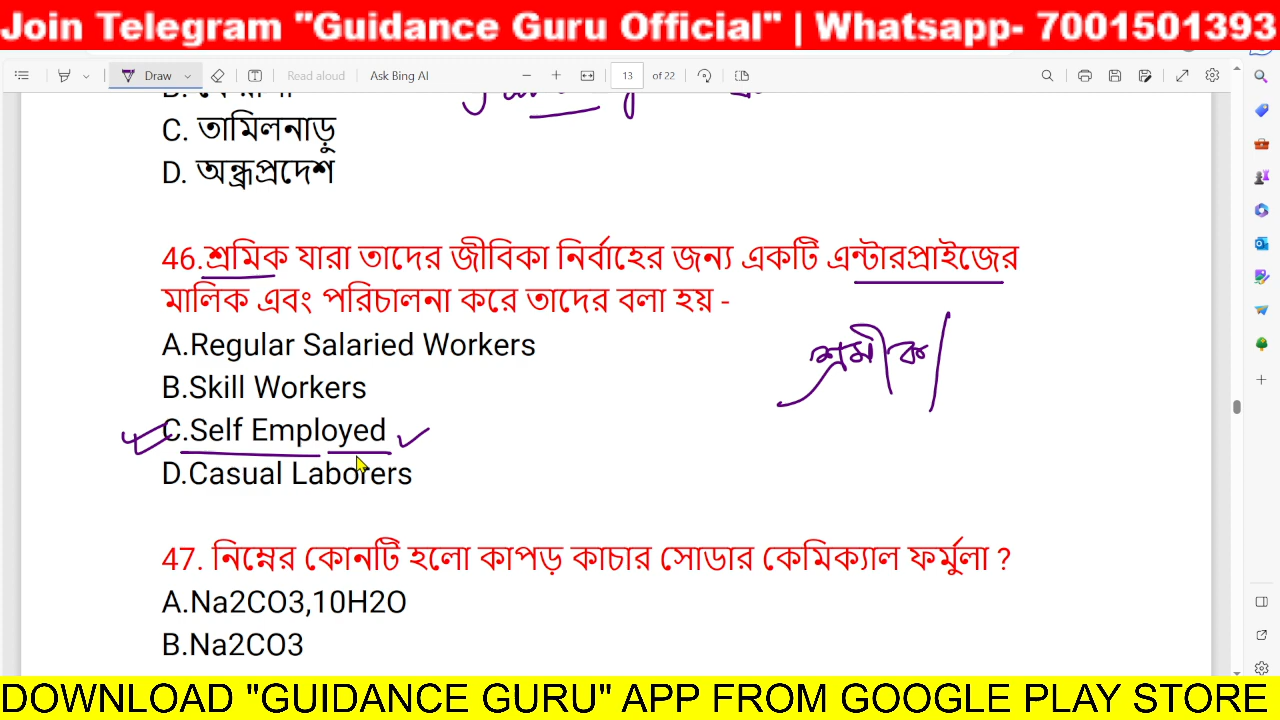 Join Telegram "Guidance Guru Official" | Whatsapp- 7001501393
Draw Read aloud Ask Bing AI 13 of 22
C. তামিলনাড়ু
D. অন্ধ্রপ্রদেশ
46.শ্রমিক যারা তাদের জীবিকা নির্বাহের জন্য একটি এন্টারপ্রাইজের
মালিক এবং পরিচালনা করে তাদের বলা হয় -
A.Regular Salaried Workers
শ্রমীক
B.Skill Workers
C.Self Employed
D.Casual Laborers
47. নিম্নের কোনটি হলো কাপড় কাচার সোডার কেমিক্যাল ফর্মুলা ?
A.Na2CO3,10H2O
B.Na2CO3
DOWNLOAD "GUIDANCE GURU" APP FROM GOOGLE PLAY STORE